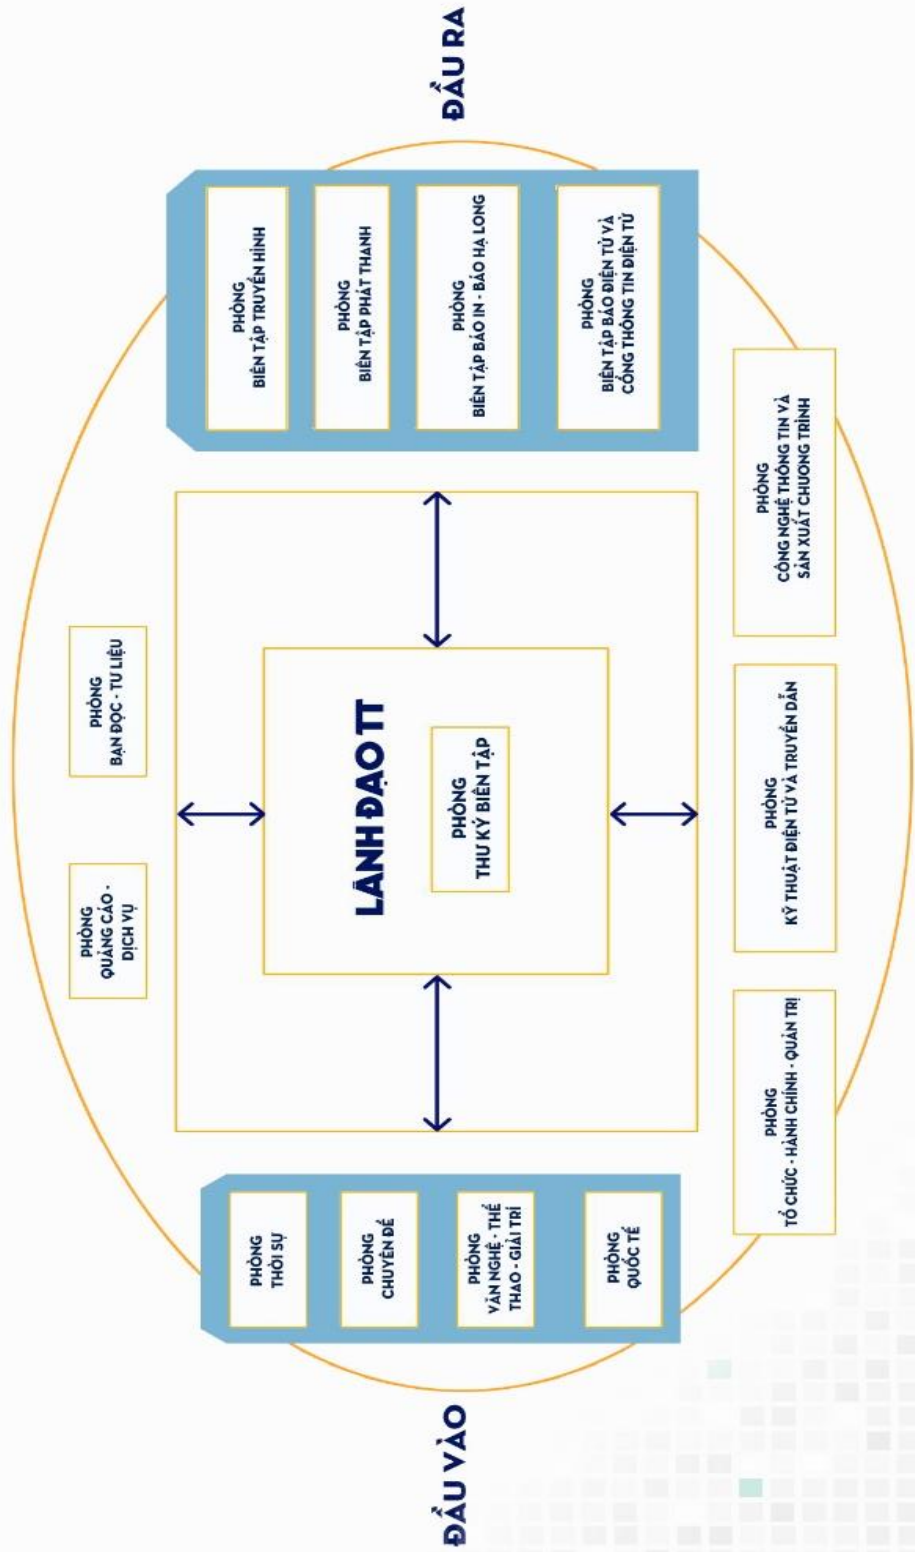 ĐẦU VÀO
PHÒNG
THỜI SỰ
PHÒNG
CHUYÊN ĐỀ
PHÒNG
VĂN NGHỆ - THỂ
THAO - GIẢI TRÍ
PHÒNG
QUỐC TẾ
PHÒNG
QUẢNG CÁO -
DỊCH VỤ
PHÒNG
BẠN ĐỌC - TƯ LIỆU
LÃNH ĐẠO TT
PHÒNG
THƯ KÝ BIÊN TẬP
PHÒNG
TỔ CHỨC - HÀNH CHÍNH - QUẢN TRỊ
PHÒNG
KỸ THUẬT ĐIỆN TỬ VÀ TRUYỀN DẪN
PHÒNG
CÔNG NGHỆ THÔNG TIN VÀ
SẢN XUẤT CHƯƠNG TRÌNH
PHÒNG
BIÊN TẬP TRUYỀN HÌNH
PHÒNG
BIÊN TẬP PHÁT THANH
PHÒNG
BIÊN TẬP BÁO IN - BÁO HẠ LONG
PHÒNG
BIÊN TẬP BÁO ĐIỆN TỬ VÀ
CỔNG THÔNG TIN ĐIỆN TỬ
ĐẦU RA